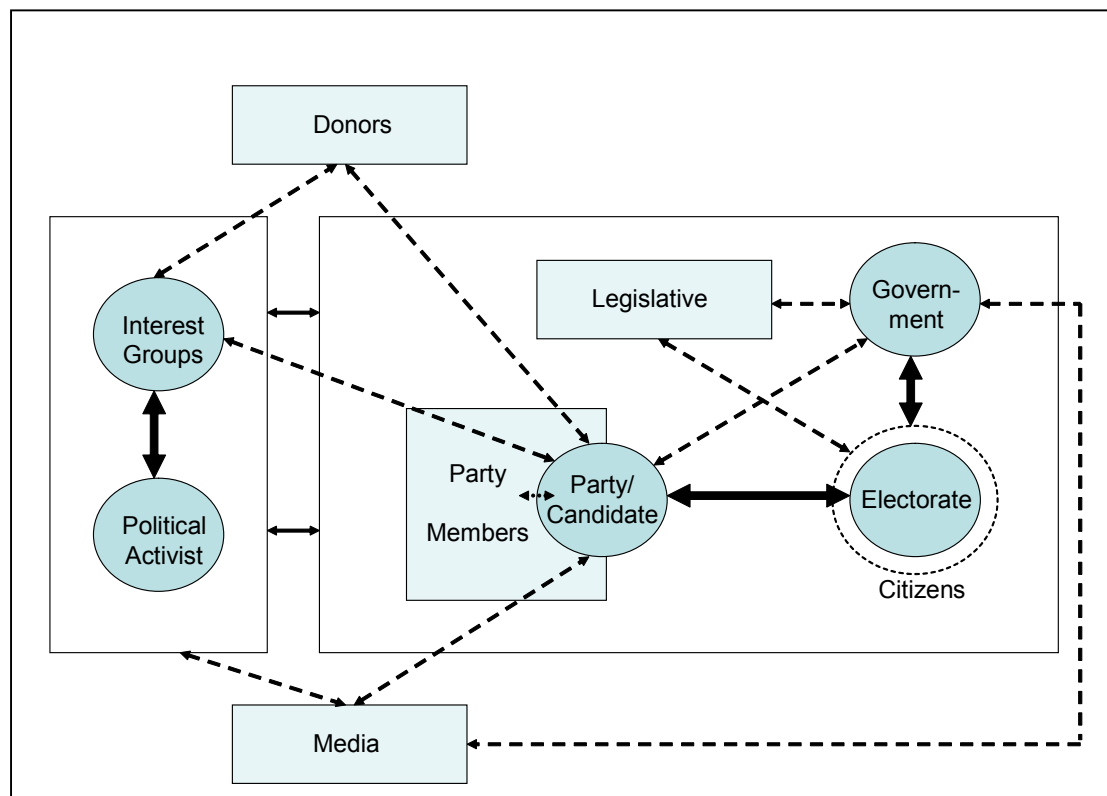 Donors
Legislative
Govern-
ment
Interest
Groups
Party
Members
Party/
Candidate
Electorate
Political
Activist
Citizens
Media